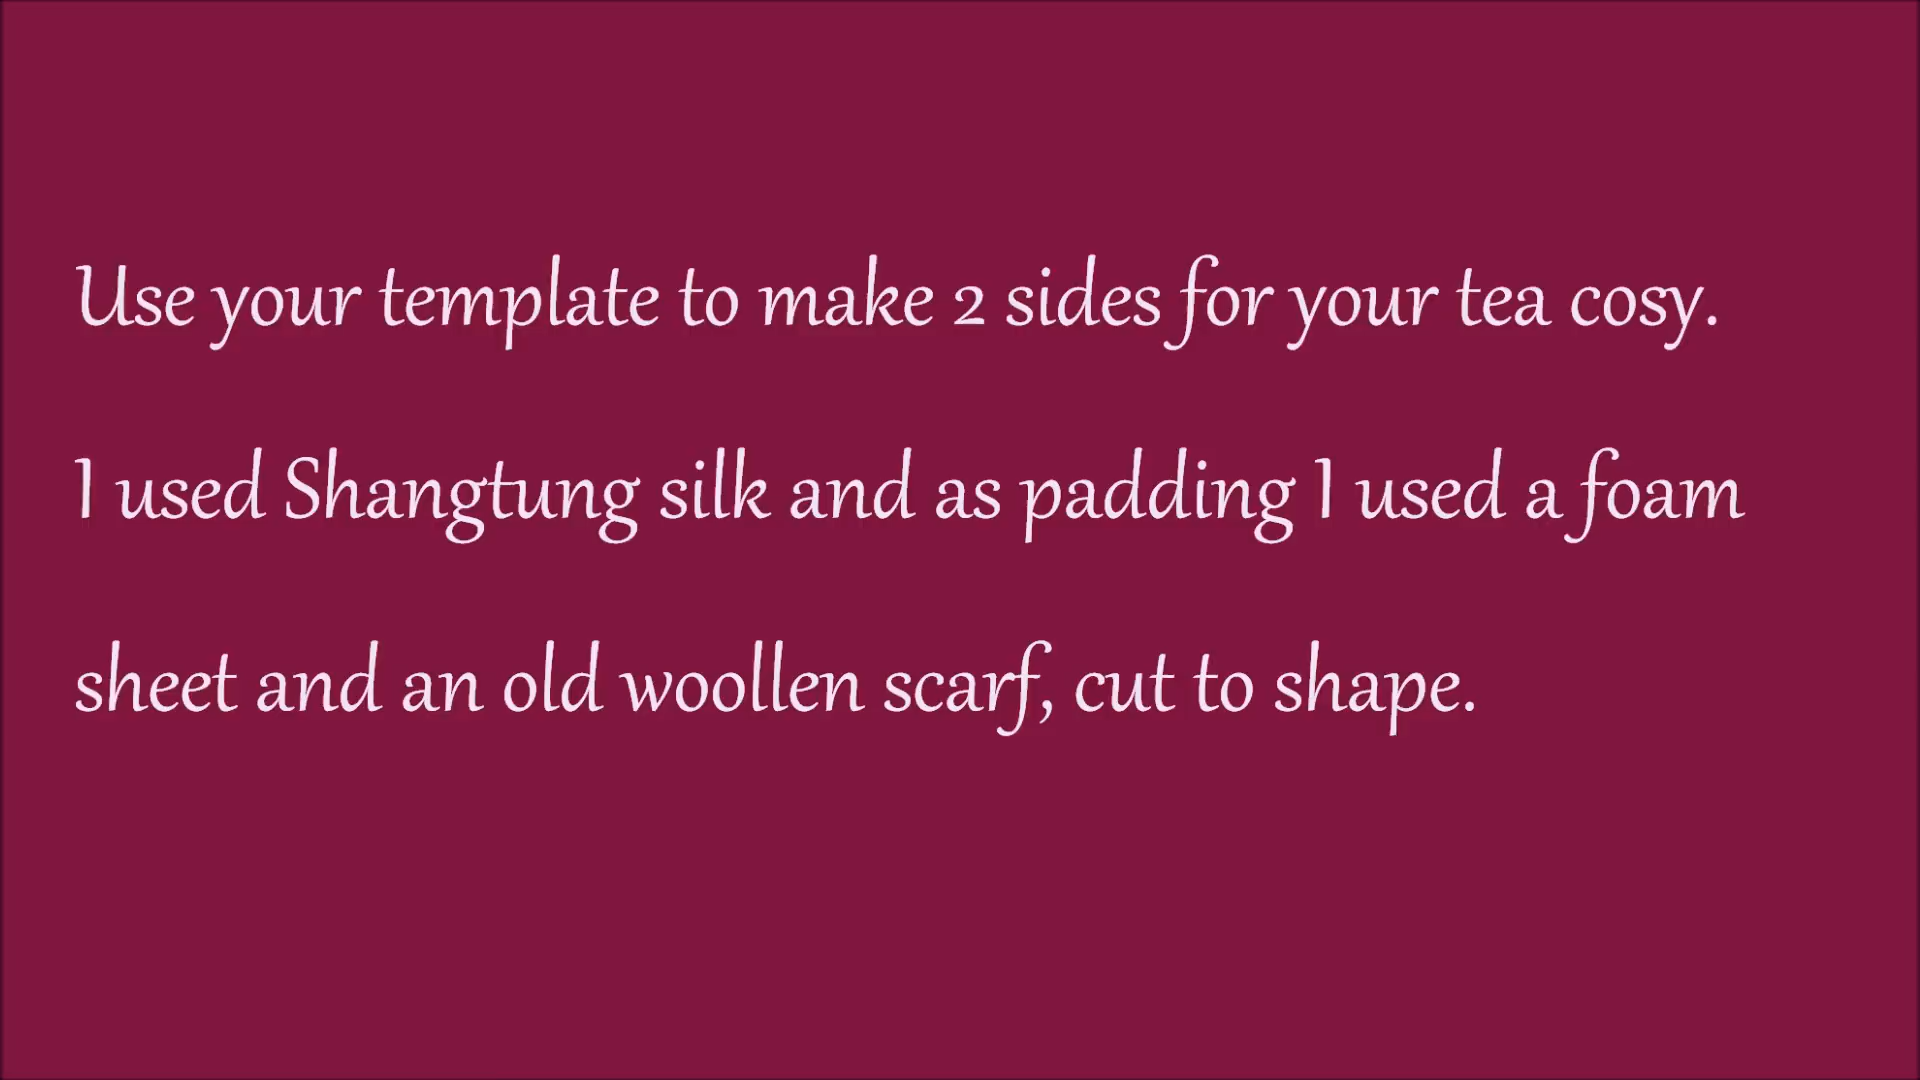 Use your template to make 2 sides for your tea cosy.
I used Shangtung silk and as padding I used a foam
sheet and an old woollen scarf, cut to shape.